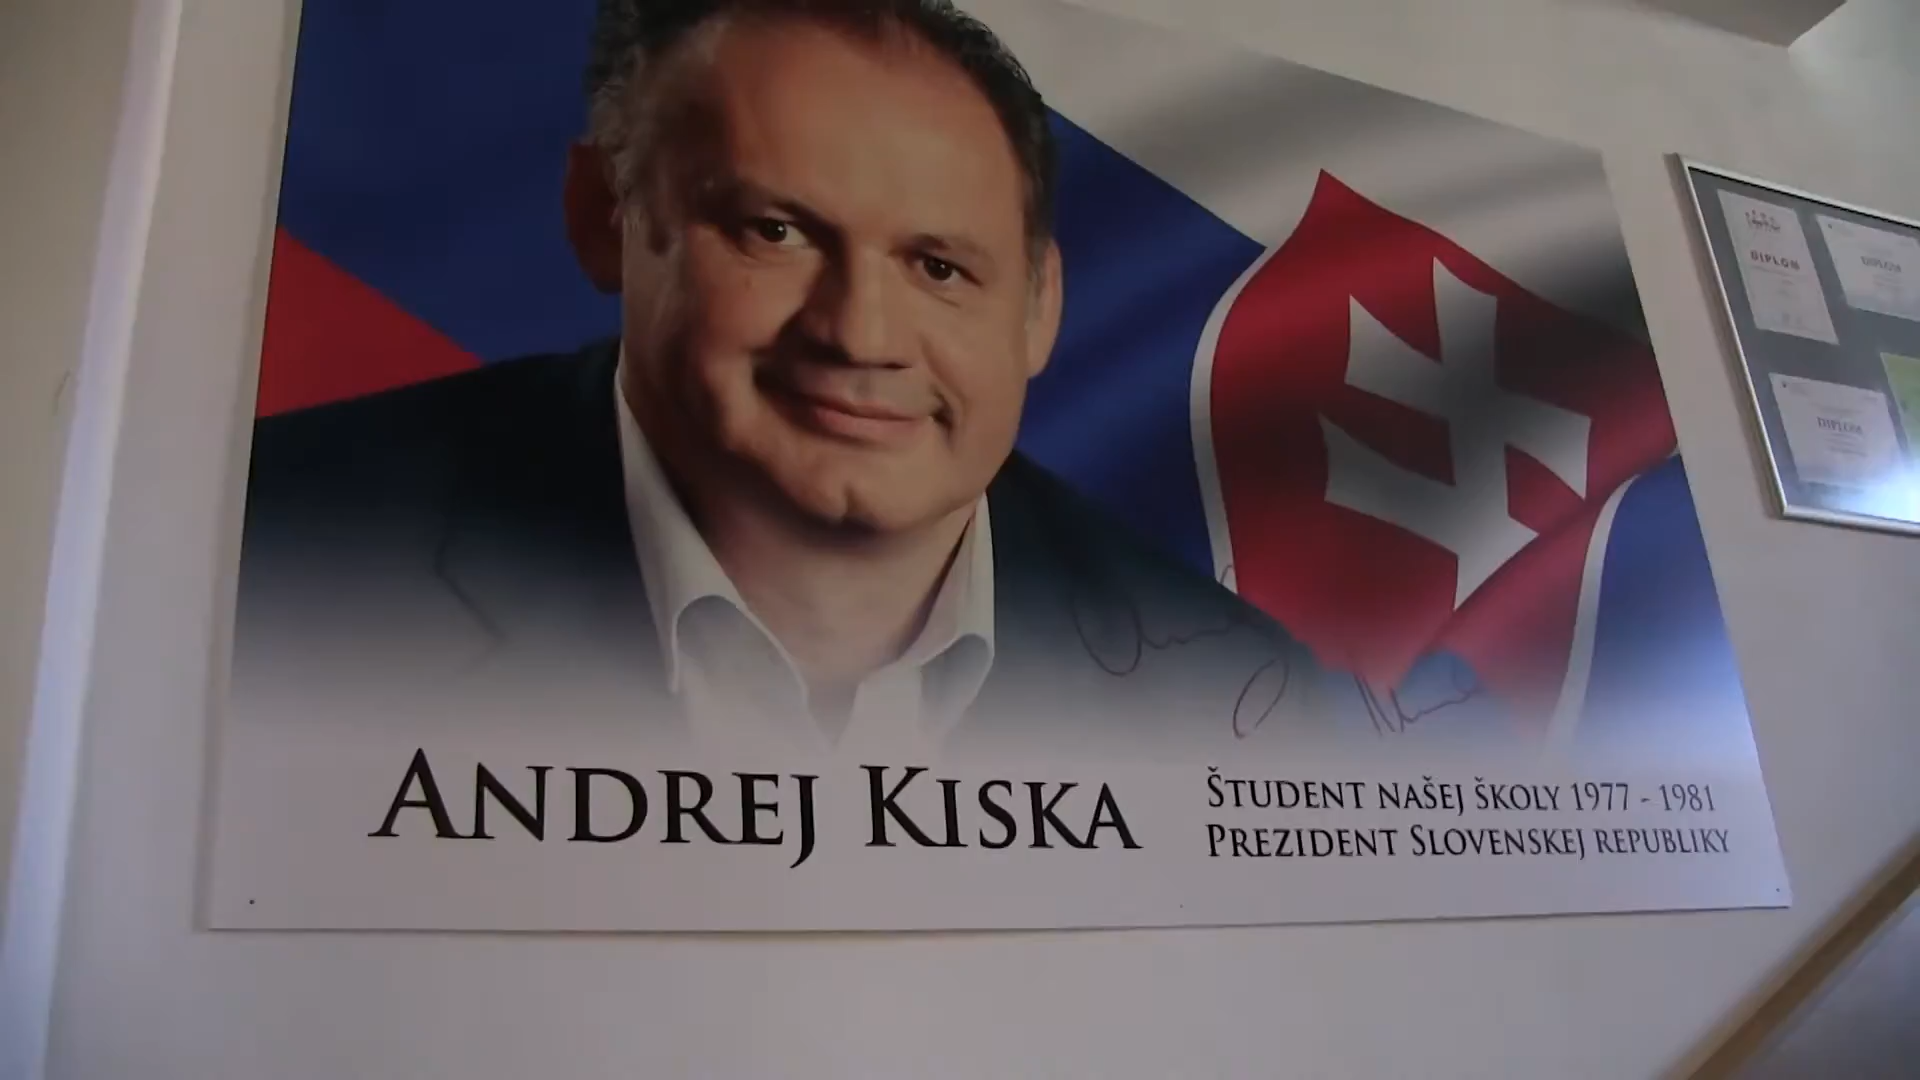 ANDREJ KISKA
ŠTUDENT NAŠEJ ŠKOLY 1977 - 1981
PREZIDENT SLOVENSKEJ REPUBLIKY
DIPLOM
DIPLOM
DIPLOM